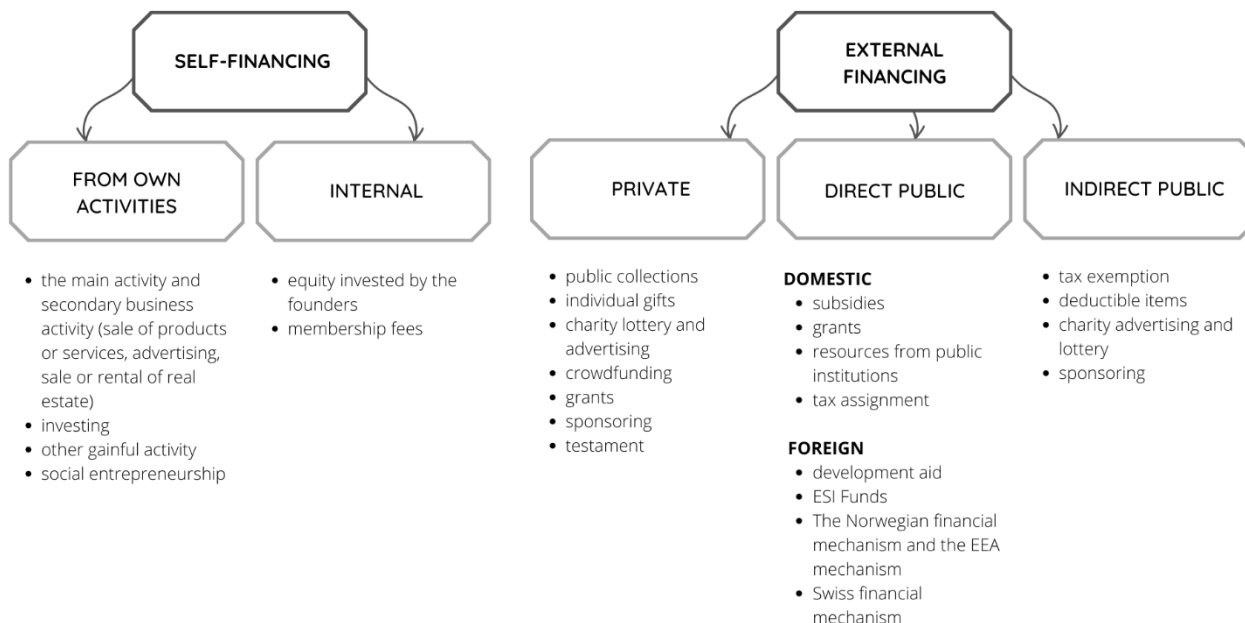 SELF-FINANCING
FROM OWN
ACTIVITIES
• the main activity and
secondary business
activity (sale of products
or services, advertising,
sale or rental of real
estate)
• investing
• other gainful activity
• social entrepreneurship
INTERNAL
• equity invested by the
founders
• membership fees
EXTERNAL
FINANCING
PRIVATE
• public collections
• individual gifts
• charity lottery and
advertising
• crowdfunding
• grants
• sponsoring
• testament
DIRECT PUBLIC
DOMESTIC
• subsidies
• grants
• resources from public
institutions
• tax assignment
FOREIGN
• development aid
• ESI Funds
• The Norwegian financial
mechanism and the EEA
mechanism
• Swiss financial
mechanism
INDIRECT PUBLIC
• tax exemption
• deductible items
• charity advertising and
lottery
• sponsoring